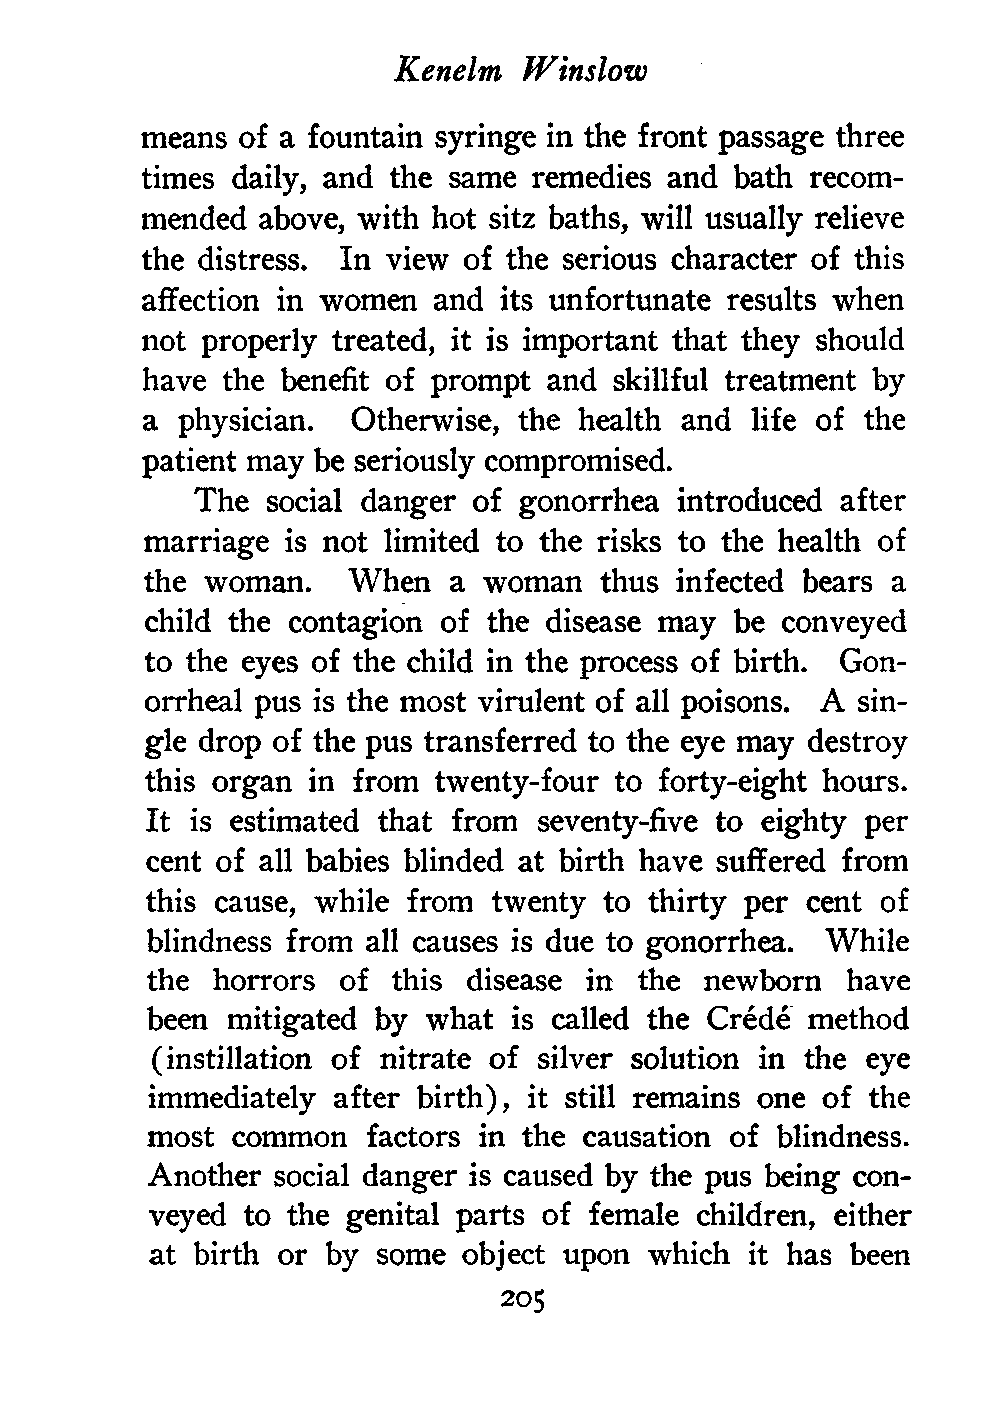 Kenelm Winslow
means of a fountain syringe in the front passage three
times daily, and the same remedies and bath recom-
mended above, with hot sitz baths, will usually relieve
the distress. In view of the serious character of this
affection in women and its unfortunate results when
not properly treated, it is important that they should
have the benefit of prompt and skillful treatment by
a physician. Otherwise, the health and life of the
patient may be seriously compromised.
The social danger of gonorrhea introduced after
marriage is not limited to the risks to the health of
the woman. When a woman thus infected bears a
child the contagion of the disease may be conveyed
to the eyes of the child in the process of birth. Gon-
orrheal pus is the most virulent of all poisons. A sin-
gle drop of the pus transferred to the eye may destroy
this organ in from twenty-four to forty-eight hours.
It is estimated that from seventy-five to eighty per
cent of all babies blinded at birth have suffered from
this cause, while from twenty to thirty per cent of
blindness from all causes is due to gonorrhea. While
the horrors of this disease in the newborn have
been mitigated by what is called the Crédé method
(instillation of nitrate of silver solution in the eye
immediately after birth), it still remains one of the
most common factors in the causation of blindness.
Another social danger is caused by the pus being con-
veyed to the genital parts of female children, either
at birth or by some object upon which it has been
205